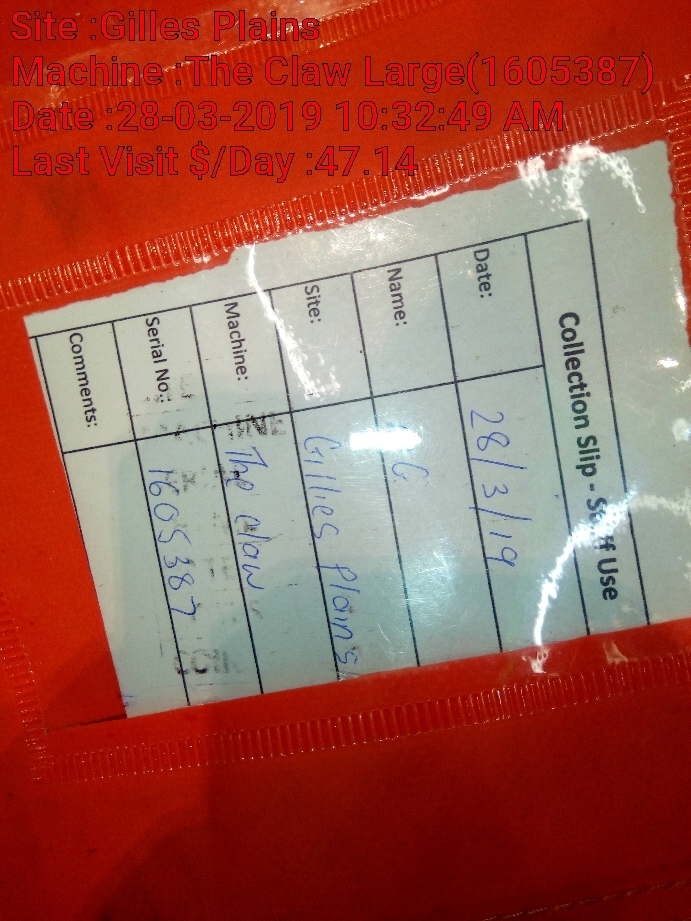 Site :Gilles Plains
Machine :The Claw Large(1605387)
Date :28-03-2019 10:32:49 AM
Last Visit $/Day :47.14
Collection Slip - Staff Use
Date: 28/3/19
Name:
Site: Gillies Plains
Machine: The claw
Serial No.: 1605387
Comments: